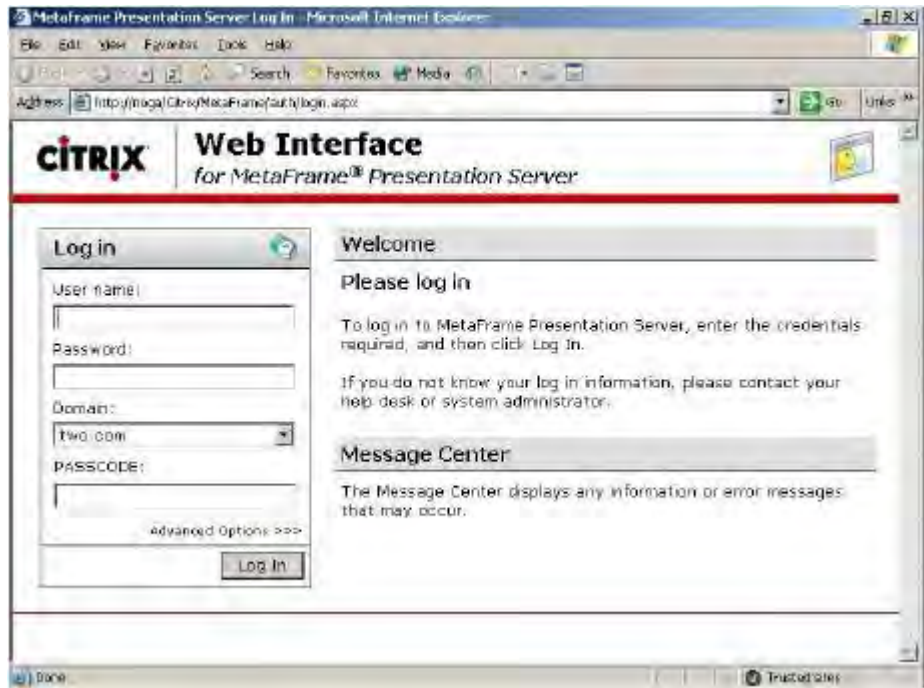 MetaFrame Presentation Server Log In - Microsoft Internet Explorer
File Edit View Favorites Tools Help
Search Favorites Media
Address http://noga/Citrix/MetaFrame/auth/login.aspx Go Links »
CITRIX
Web Interface
for MetaFrame® Presentation Server
Log in
User name:
Password:
Domain:
two.com
PASSCODE:
Advanced Options >>>
Log In
Welcome
Please log in
To log in to MetaFrame Presentation Server, enter the credentials
required, and then click Log In.
If you do not know your log in information, please contact your
help desk or system administrator.
Message Center
The Message Center displays any information or error messages
that may occur.
Done
Trusted sites